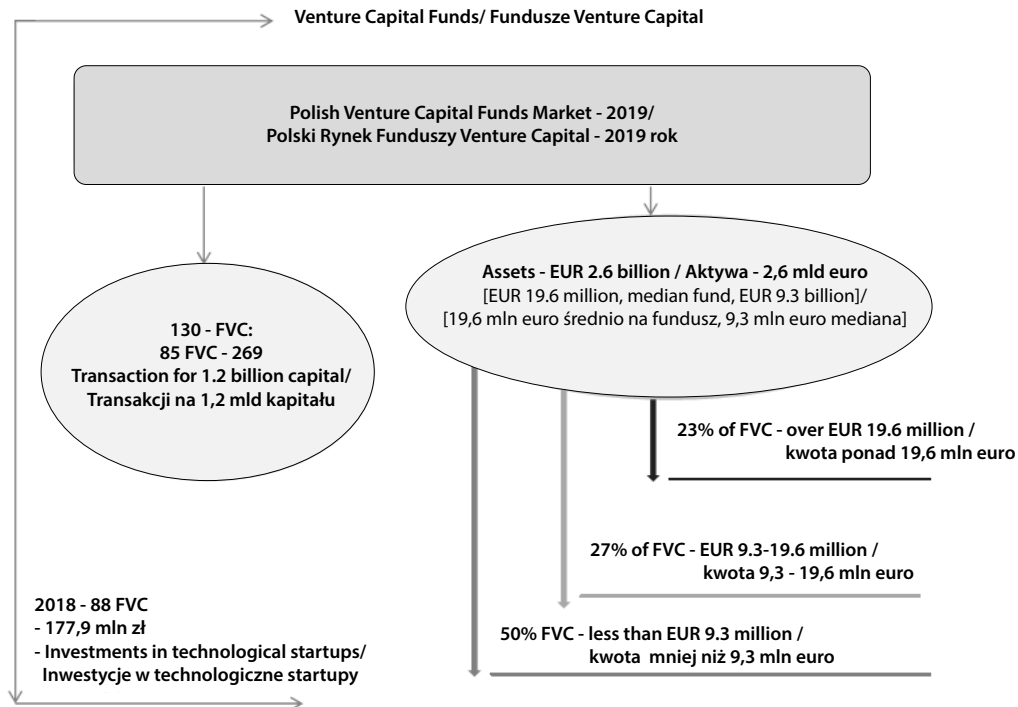 Venture Capital Funds/ Fundusze Venture Capital
Polish Venture Capital Funds Market - 2019/
Polski Rynek Funduszy Venture Capital - 2019 rok
130 - FVC:
85 FVC - 269
Transaction for 1.2 billion capital/
Transakcji na 1,2 mld kapitału
Assets - EUR 2.6 billion / Aktywa - 2,6 mld euro
[EUR 19.6 million, median fund, EUR 9.3 billion]/
[19,6 mln euro średnio na fundusz, 9,3 mln euro mediana]
23% of FVC - over EUR 19.6 million /
kwota ponad 19,6 mln euro
27% of FVC - EUR 9.3-19.6 million /
kwota 9,3 - 19,6 mln euro
50% FVC - less than EUR 9.3 million /
kwota mniej niż 9,3 mln euro
2018 - 88 FVC
- 177,9 mln zł
- Investments in technological startups/
Inwestycje w technologiczne startupy